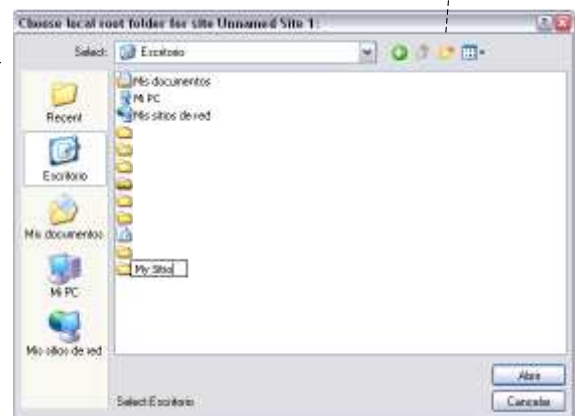 Choose local root folder for site Unnamed Site 1:
Select: Escritorio
Mis documentos
Mi PC
Mis sitios de red
My Sitio
Recent
Escritorio
Mis documentos
Mi PC
Mis sitios de red
Abrir
Select: Escritorio
Cancelar